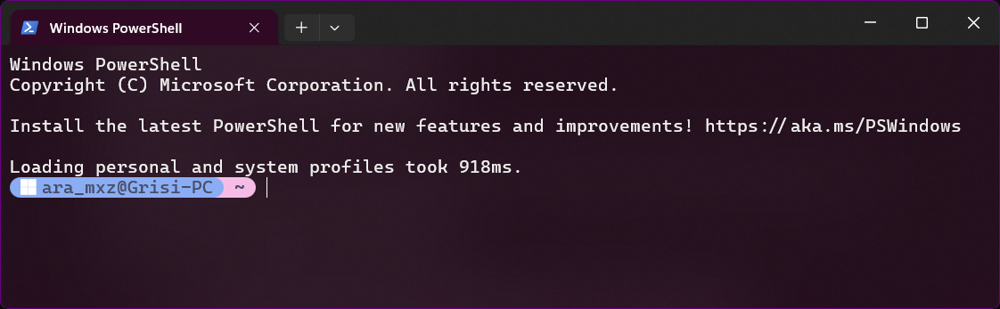 Windows PowerShell
Windows PowerShell
Copyright (C) Microsoft Corporation. All rights reserved.
Install the latest PowerShell for new features and improvements! https://aka.ms/PSWindows
Loading personal and system profiles took 918ms.
ara_mxz@Grisi-PC ~